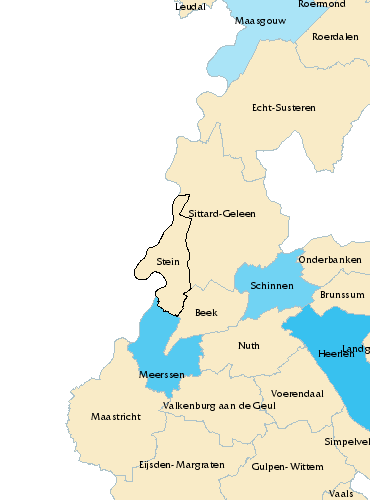 Leudal
Roermond
Maasgouw
Roerdalen
Echt-Susteren
Sittard-Geleen
Stein
Onderbanken
Schinnen
Brunssum
Beek
Nuth
Heerlen
Landg
Meerssen
Voerendaal
Valkenburg aan de Geul
Maastricht
Simpelvel
Eijsden-Margraten
Gulpen-Wittem
Vaals